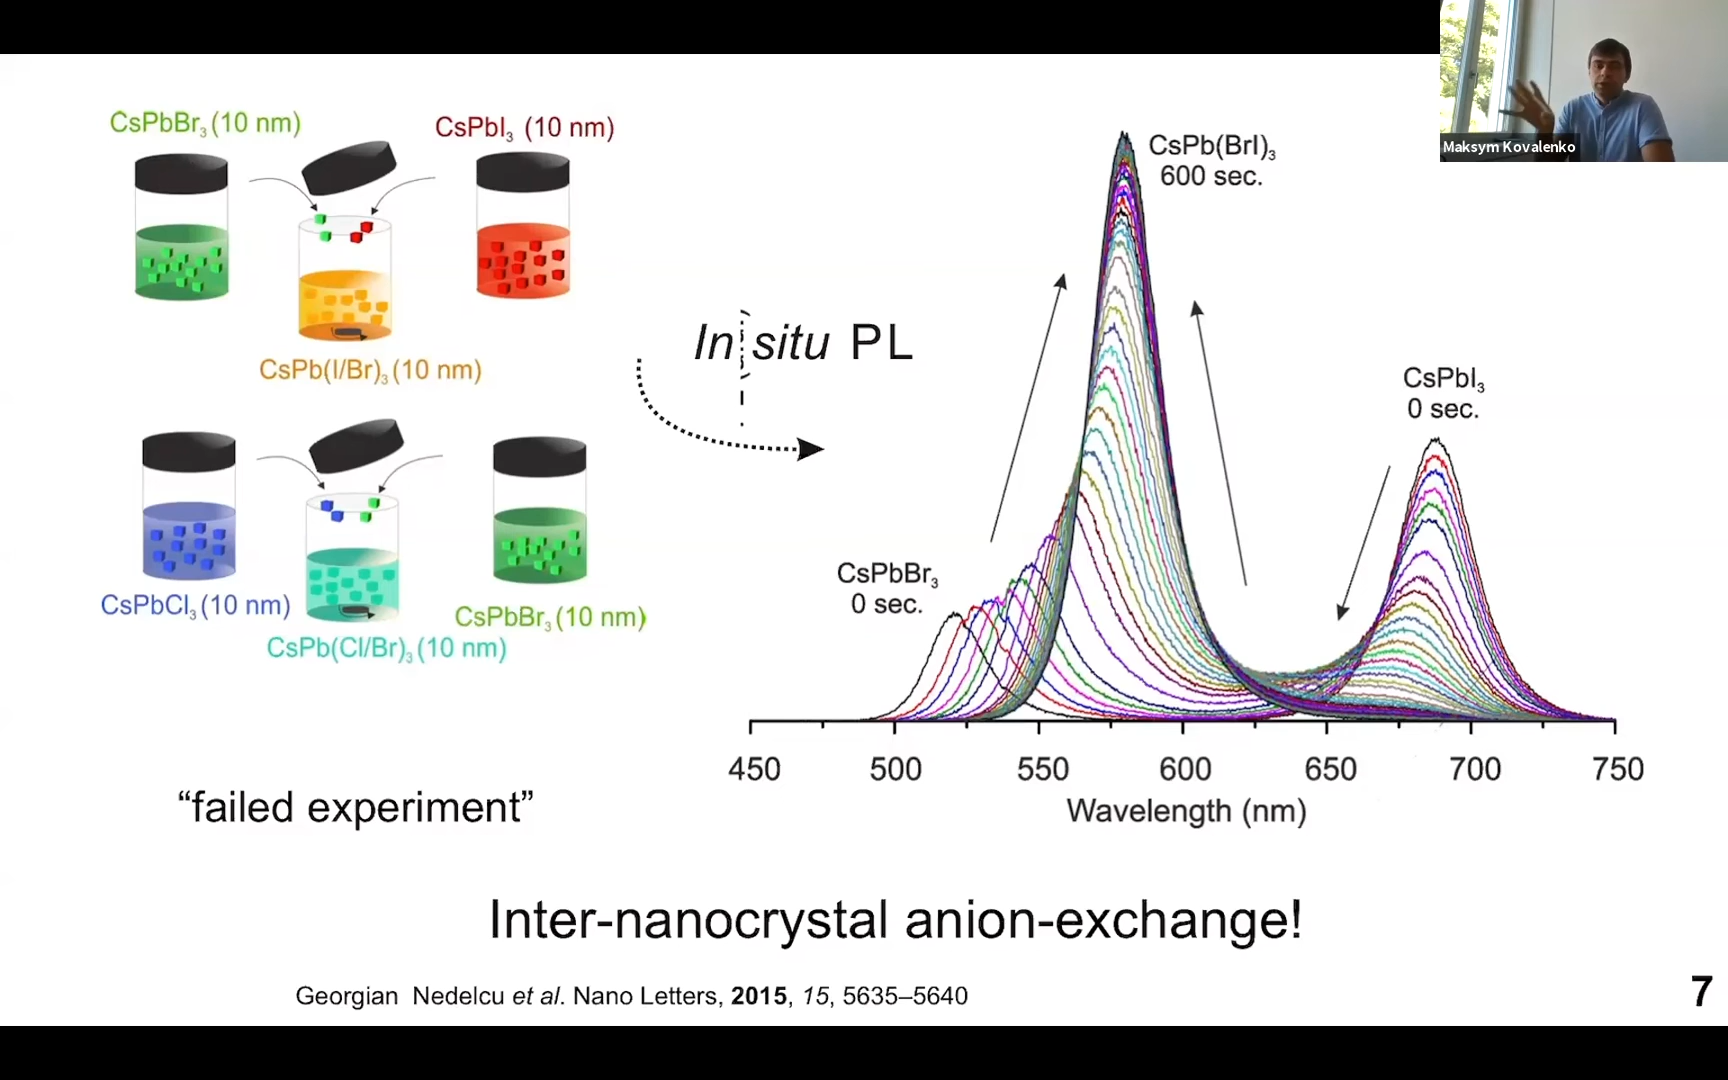 Maksym Kovalenko
CsPbBr₃ (10 nm)
CsPbI₃ (10 nm)
CsPb(I/Br)₃ (10 nm)
CsPbCl₃ (10 nm)
CsPbBr₃ (10 nm)
CsPb(Cl/Br)₃ (10 nm)
“failed experiment”
In situ PL
CsPb(BrI)₃
600 sec.
CsPbI₃
0 sec.
CsPbBr₃
0 sec.
450 500 550 600 650 700 750
Wavelength (nm)
Inter-nanocrystal anion-exchange!
Georgian Nedelcu et al. Nano Letters, 2015, 15, 5635–5640
7